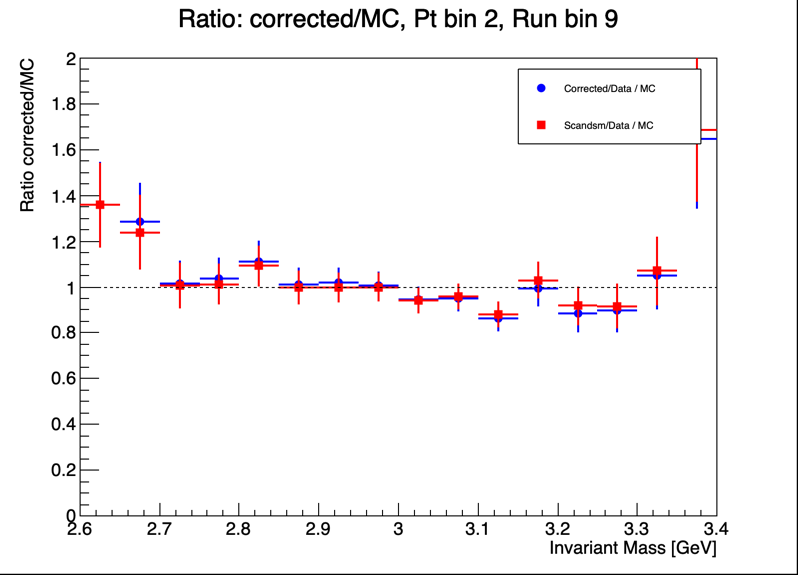 Ratio: corrected/MC, Pt bin 2, Run bin 9
Ratio corrected/MC
2
1.8
1.6
1.4
1.2
1
0.8
0.6
0.4
0.2
0
Corrected/Data / MC
Scandsm/Data / MC
2.6 2.7 2.8 2.9 3 3.1 3.2 3.3 3.4
Invariant Mass [GeV]